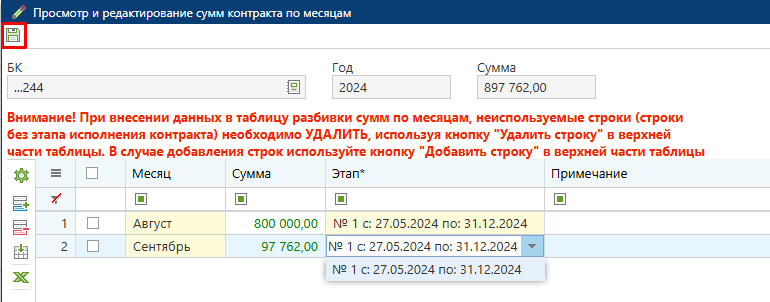 Просмотр и редактирование сумм контракта по месяцам
БК Год Сумма
...244 2024 897 762,00
Внимание! При внесении данных в таблицу разбивки сумм по месяцам, неиспользуемые строки (строки
без этапа исполнения контракта) необходимо УДАЛИТЬ, используя кнопку "Удалить строку" в верхней
части таблицы. В случае добавления строк используйте кнопку "Добавить строку" в верхней части таблицы
Месяц Сумма Этап* Примечание
1 Август 800 000,00 № 1 с: 27.05.2024 по: 31.12.2024
2 Сентябрь 97 762,00 № 1 с: 27.05.2024 по: 31.12.2024
№ 1 с: 27.05.2024 по: 31.12.2024